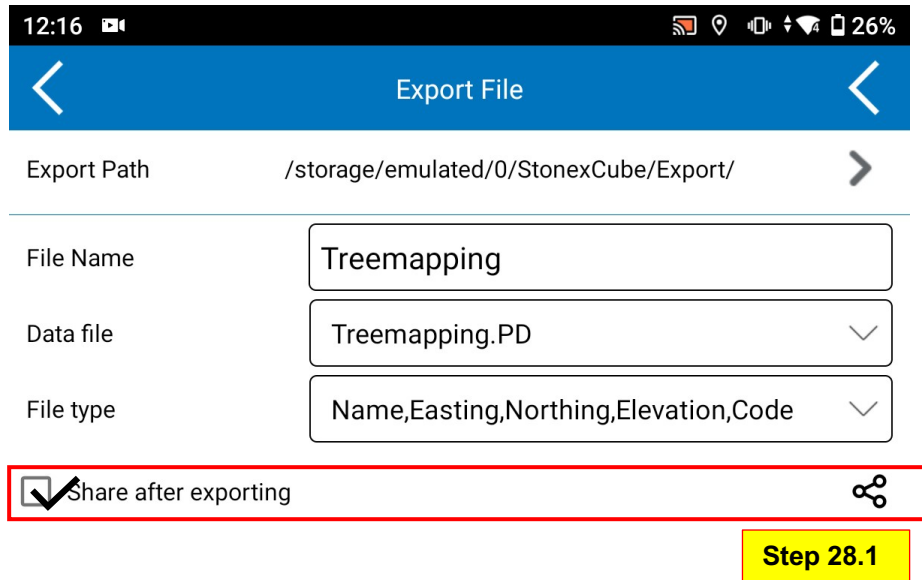 12:16 26%
Export File
Export Path /storage/emulated/0/StonexCube/Export/
File Name Treemapping
Data file Treemapping.PD
File type Name,Easting,Northing,Elevation,Code
Share after exporting
Step 28.1